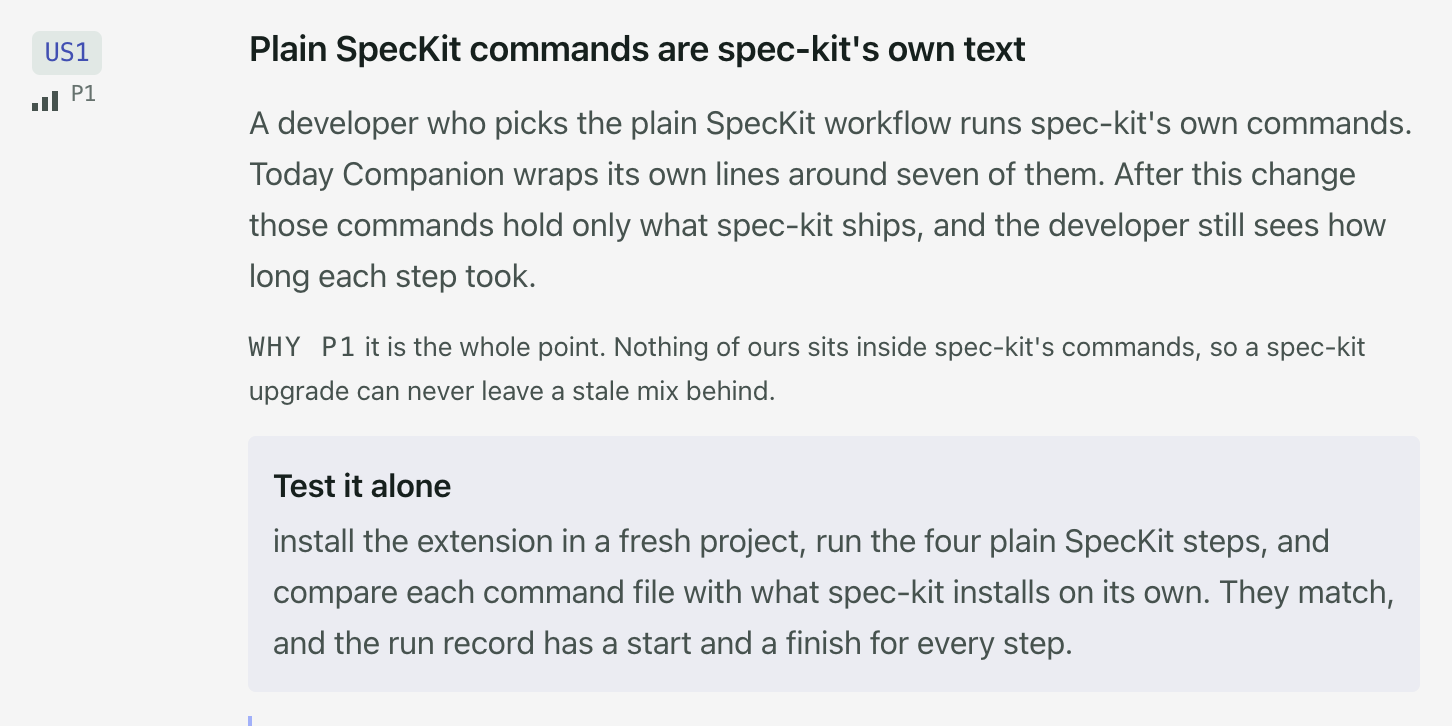 US1
P1
Plain SpecKit commands are spec-kit's own text
A developer who picks the plain SpecKit workflow runs spec-kit's own commands.
Today Companion wraps its own lines around seven of them. After this change
those commands hold only what spec-kit ships, and the developer still sees how
long each step took.
WHY P1 it is the whole point. Nothing of ours sits inside spec-kit's commands, so a spec-kit
upgrade can never leave a stale mix behind.
Test it alone
install the extension in a fresh project, run the four plain SpecKit steps, and
compare each command file with what spec-kit installs on its own. They match,
and the run record has a start and a finish for every step.